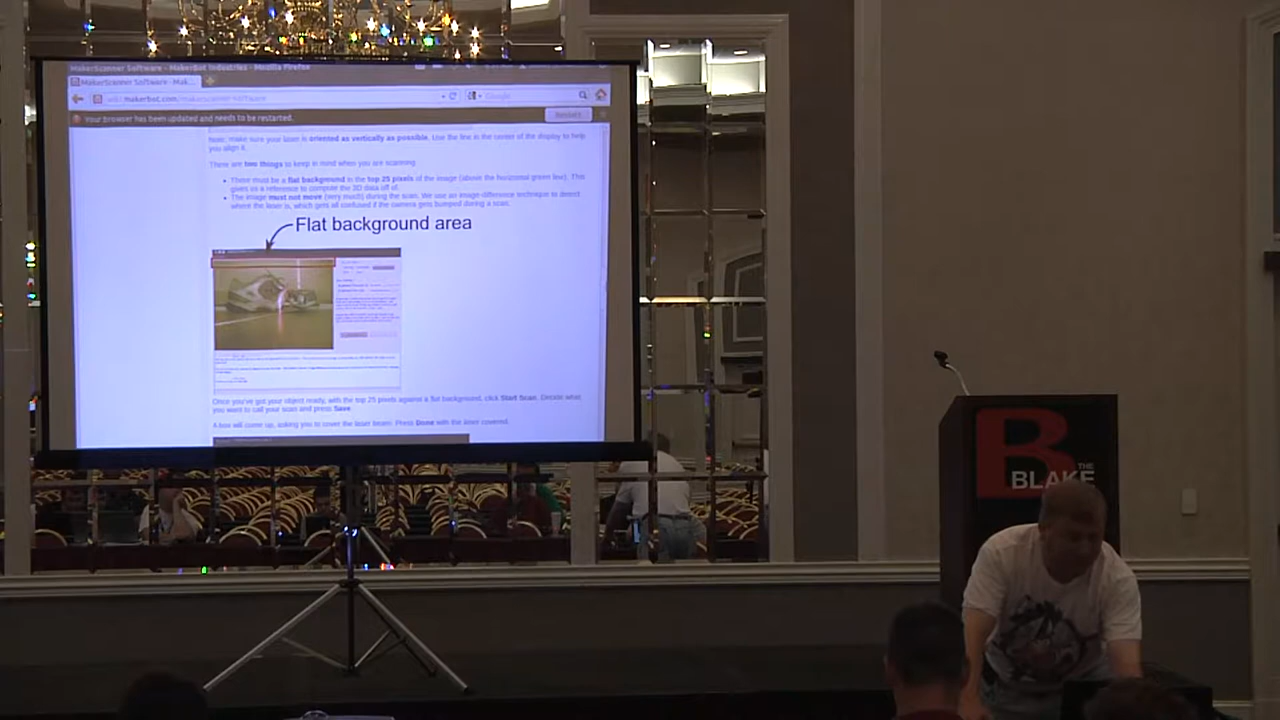 MakerScanner Software - MakerBot Industries - Mozilla Firefox
MakerScanner Software - Mak...
wiki.makerbot.com/makerscanner-software
Google
Your browser has been updated and needs to be restarted.
Restart
Note, make sure your laser is oriented as vertically as possible. Use the line in the center of the display to help
you align it.
There are two things to keep in mind when you are scanning.
There must be a flat background in the top 25 pixels of the image (above the horizontal green line). This
gives us a reference to compute the 3D data off of.
The image must not move (very much) during the scan. We use an image-difference technique to detect
where the laser is, which gets all confused if the camera gets bumped during a scan.
Flat background area
Once you've got your object ready, with the top 25 pixels against a flat background, click Start Scan. Decide what
you want to call your scan and press Save.
A box will come up, asking you to cover the laser beam. Press Done with the laser covered.
B
THE
BLAKE